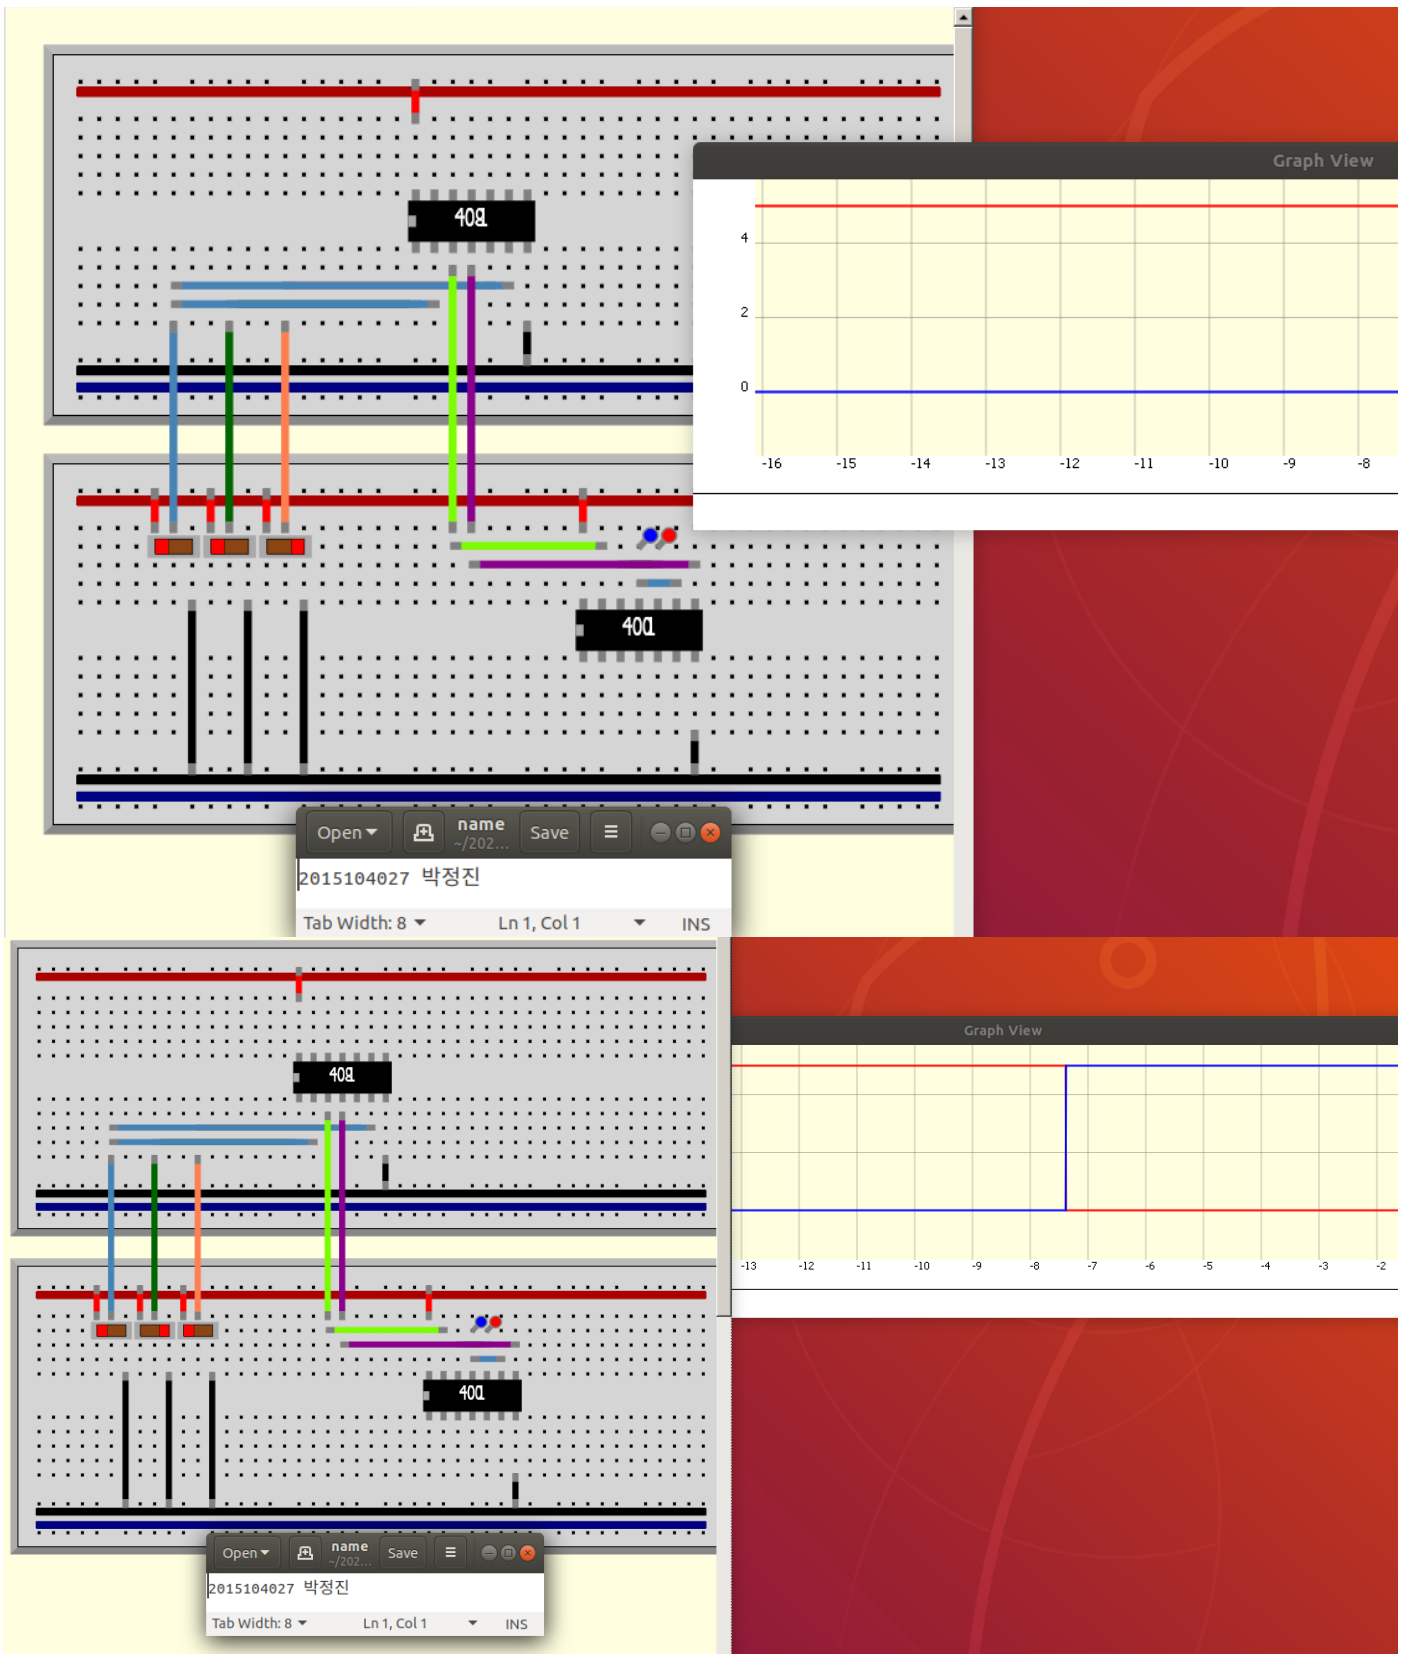 4081
Graph View
4
2
0
-16 -15 -14 -13 -12 -11 -10 -9 -8
4001
Open name Save
~/202...
2015104027 박정진
Tab Width: 8 Ln 1, Col 1 INS
4081
Graph View
-13 -12 -11 -10 -9 -8 -7 -6 -5 -4 -3 -2
4001
Open name Save
~/202...
2015104027 박정진
Tab Width: 8 Ln 1, Col 1 INS